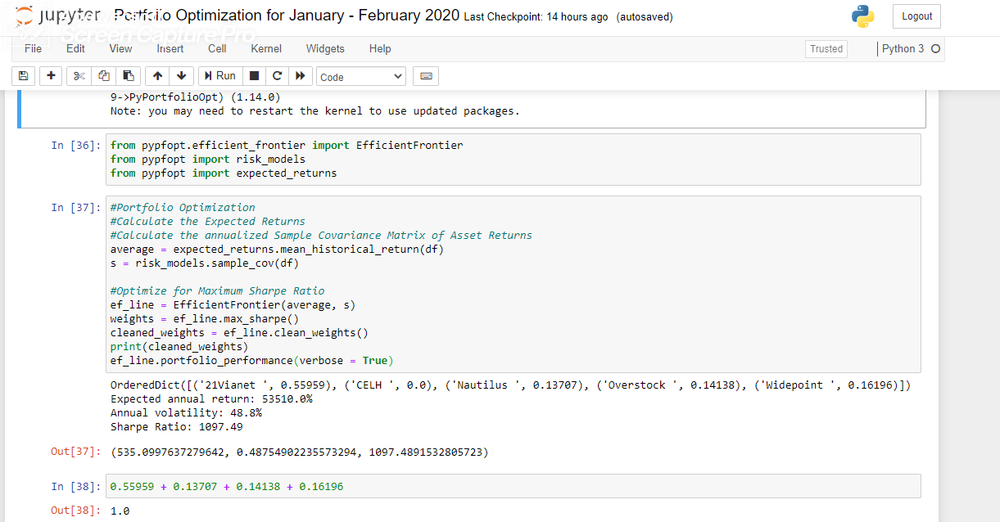 jupyter Portfolio Optimization for January - February 2020 Last Checkpoint: 14 hours ago (autosaved)
Logout
Screen Capture Pro
File Edit View Insert Cell Kernel Widgets Help
Trusted
Python 3
Run
Code
9->PyPortfolioOpt) (1.14.0)
Note: you may need to restart the kernel to use updated packages.
In [36]: from pypfopt.efficient_frontier import EfficientFrontier
from pypfopt import risk_models
from pypfopt import expected_returns
In [37]: #Portfolio Optimization
#Calculate the Expected Returns
#Calculate the annualized Sample Covariance Matrix of Asset Returns
average = expected_returns.mean_historical_return(df)
s = risk_models.sample_cov(df)
#Optimize for Maximum Sharpe Ratio
ef_line = EfficientFrontier(average, s)
weights = ef_line.max_sharpe()
cleaned_weights = ef_line.clean_weights()
print(cleaned_weights)
ef_line.portfolio_performance(verbose = True)
OrderedDict([('21Vianet ', 0.55959), ('CELH ', 0.0), ('Nautilus ', 0.13707), ('Overstock ', 0.14138), ('Widepoint ', 0.16196)])
Expected annual return: 53510.0%
Annual volatility: 48.8%
Sharpe Ratio: 1097.49
Out[37]: (535.0997637279642, 0.48754902235573294, 1097.4891532805723)
In [38]: 0.55959 + 0.13707 + 0.14138 + 0.16196
Out[38]: 1.0